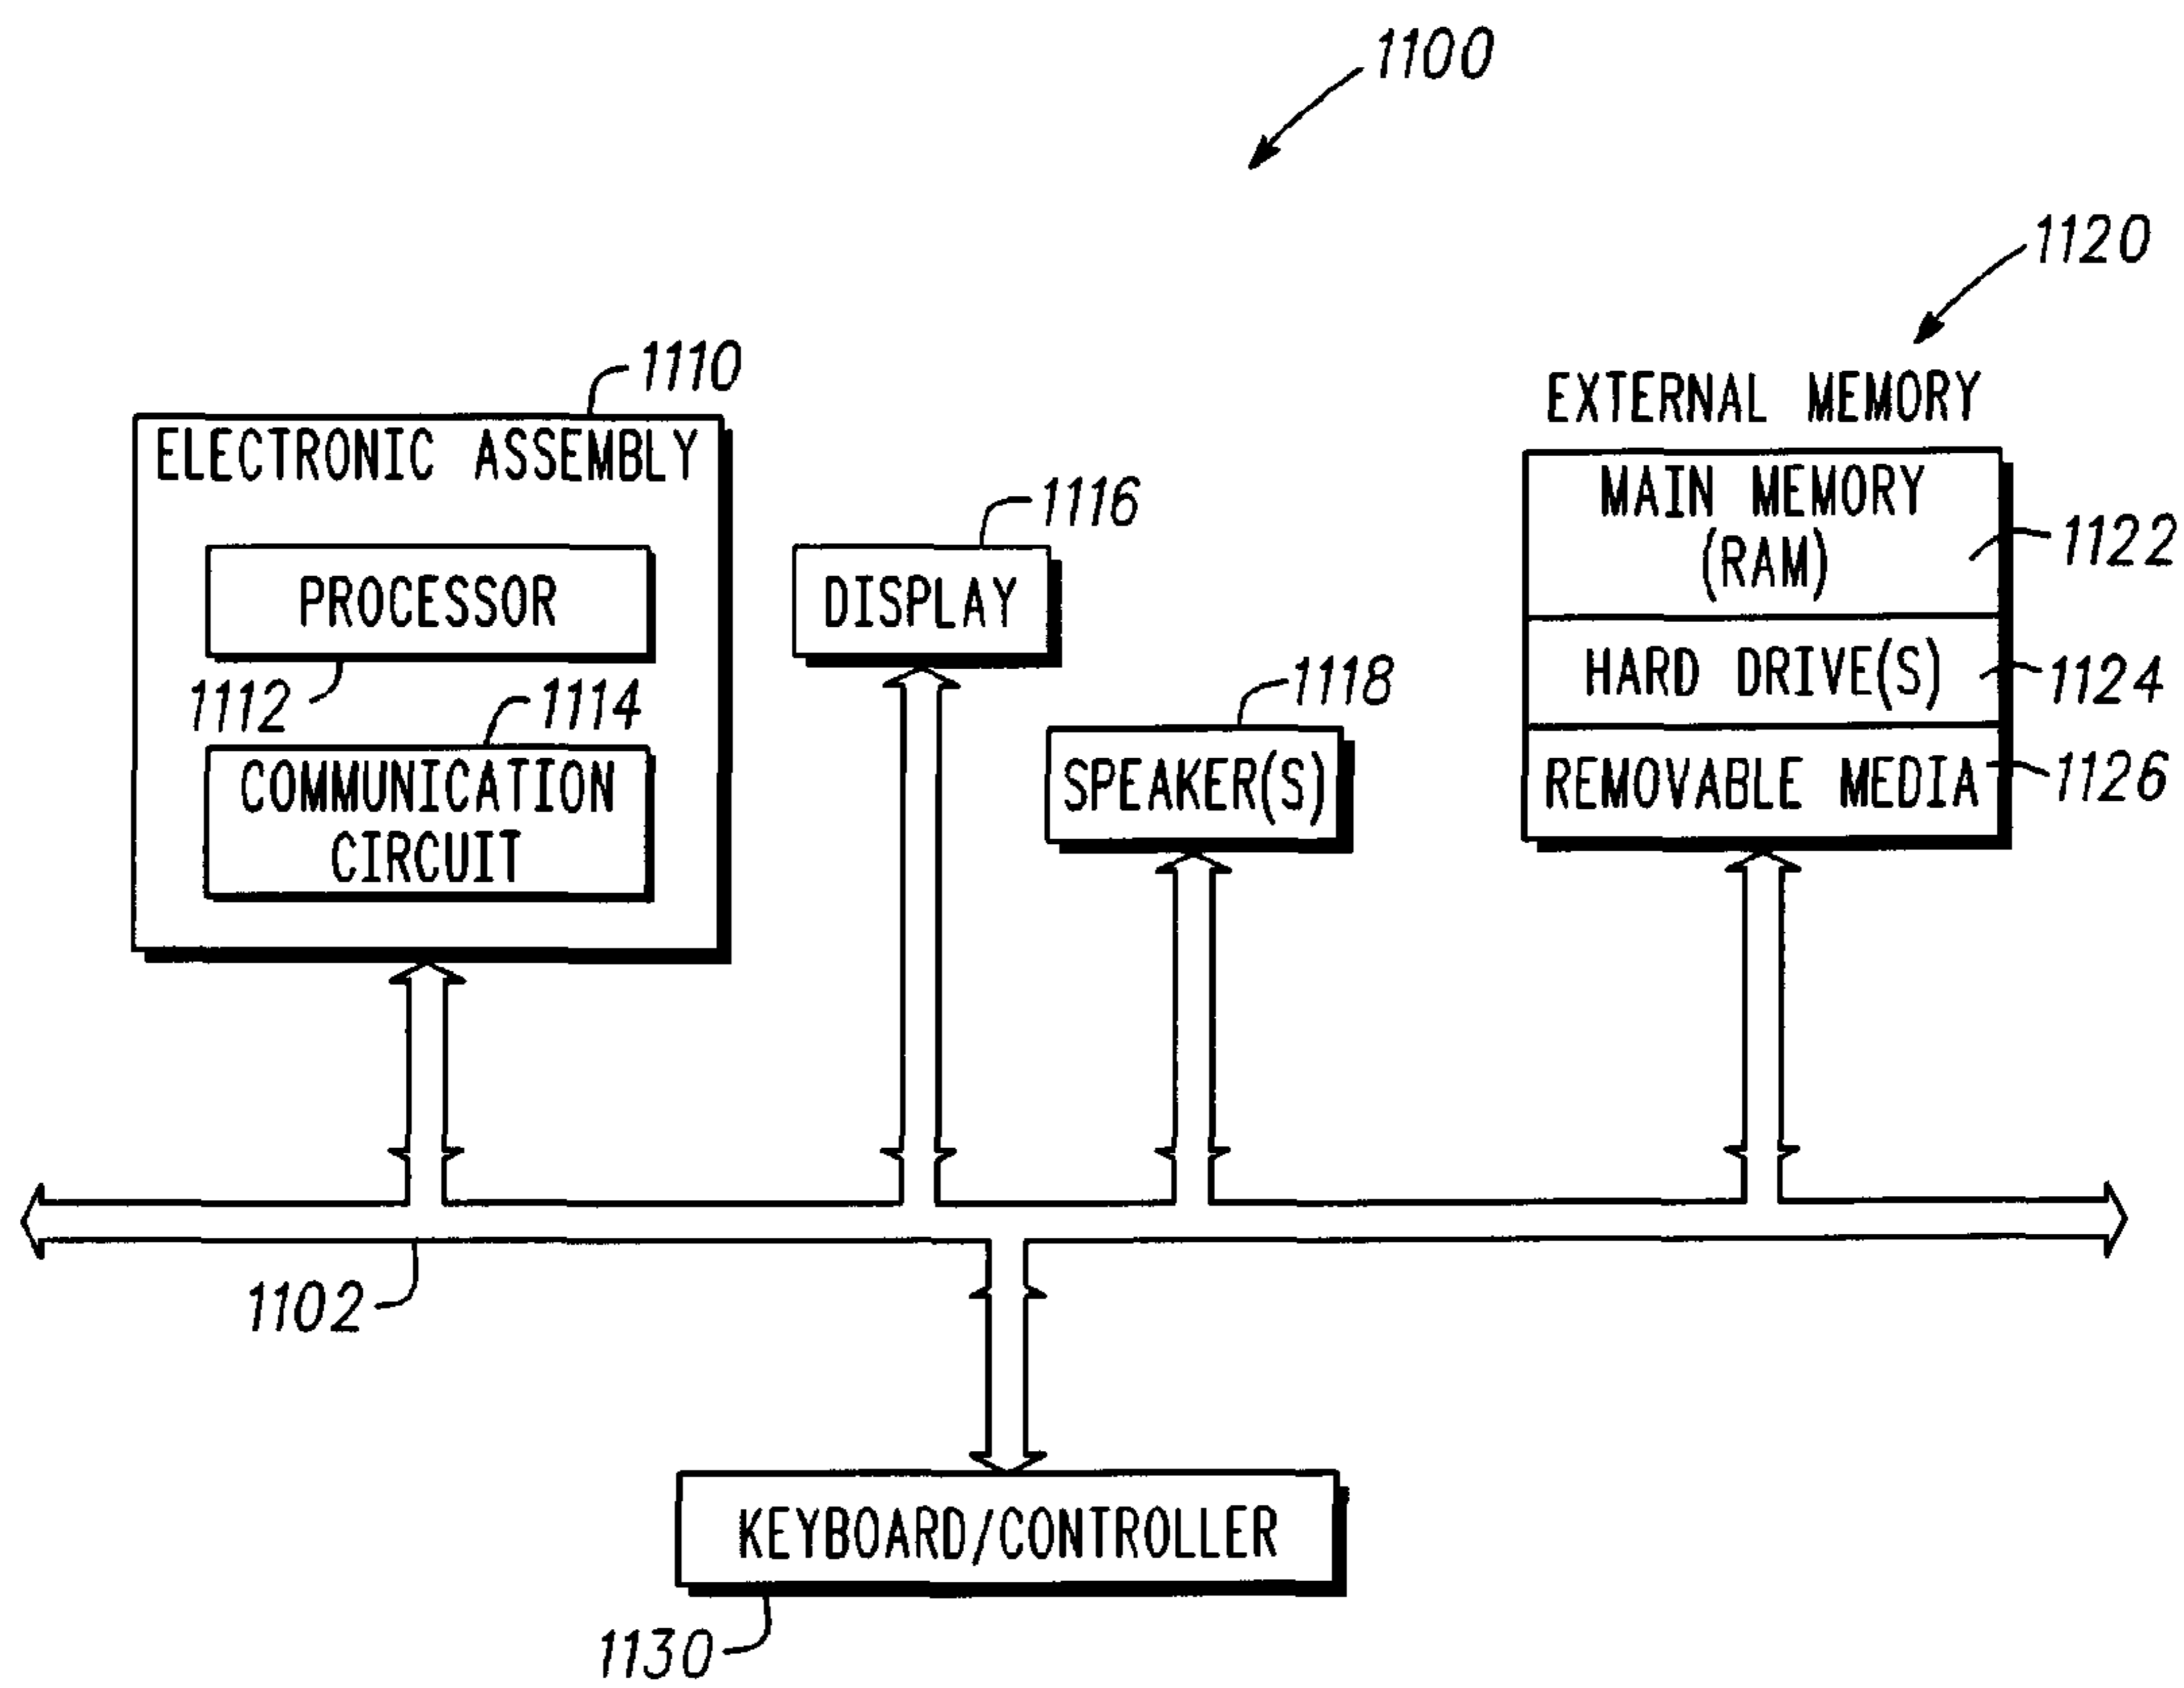 1100
1120
1110
EXTERNAL MEMORY
ELECTRONIC ASSEMBLY
MAIN MEMORY
(RAM)
1122
1116
PROCESSOR
DISPLAY
1112
1114
1118
HARD DRIVE(S)
1124
COMMUNICATION
CIRCUIT
SPEAKER(S)
REMOVABLE MEDIA
1126
1102
KEYBOARD/CONTROLLER
1130